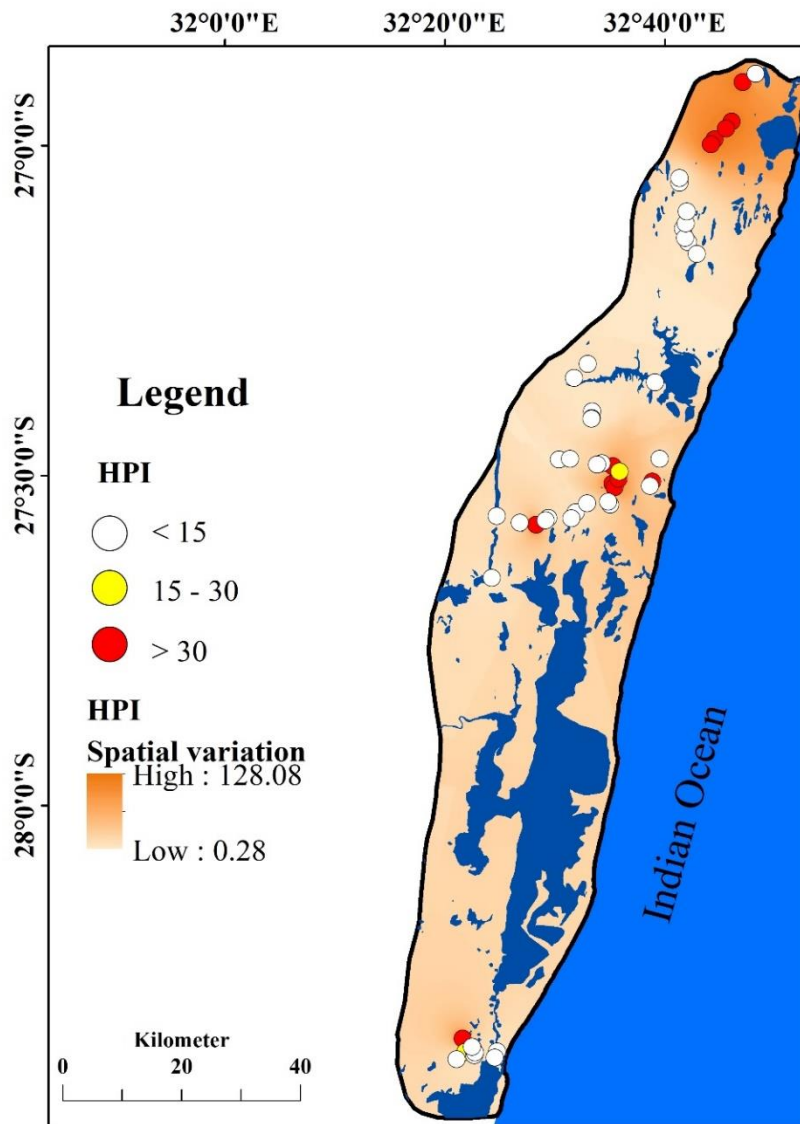 32°0'0"E 32°20'0"E 32°40'0"E
27°0'0"S
27°30'0"S
28°0'0"S
Legend
HPI
< 15
15 - 30
> 30
HPI
Spatial variation
High : 128.08
Low : 0.28
Indian Ocean
Kilometer
0 20 40